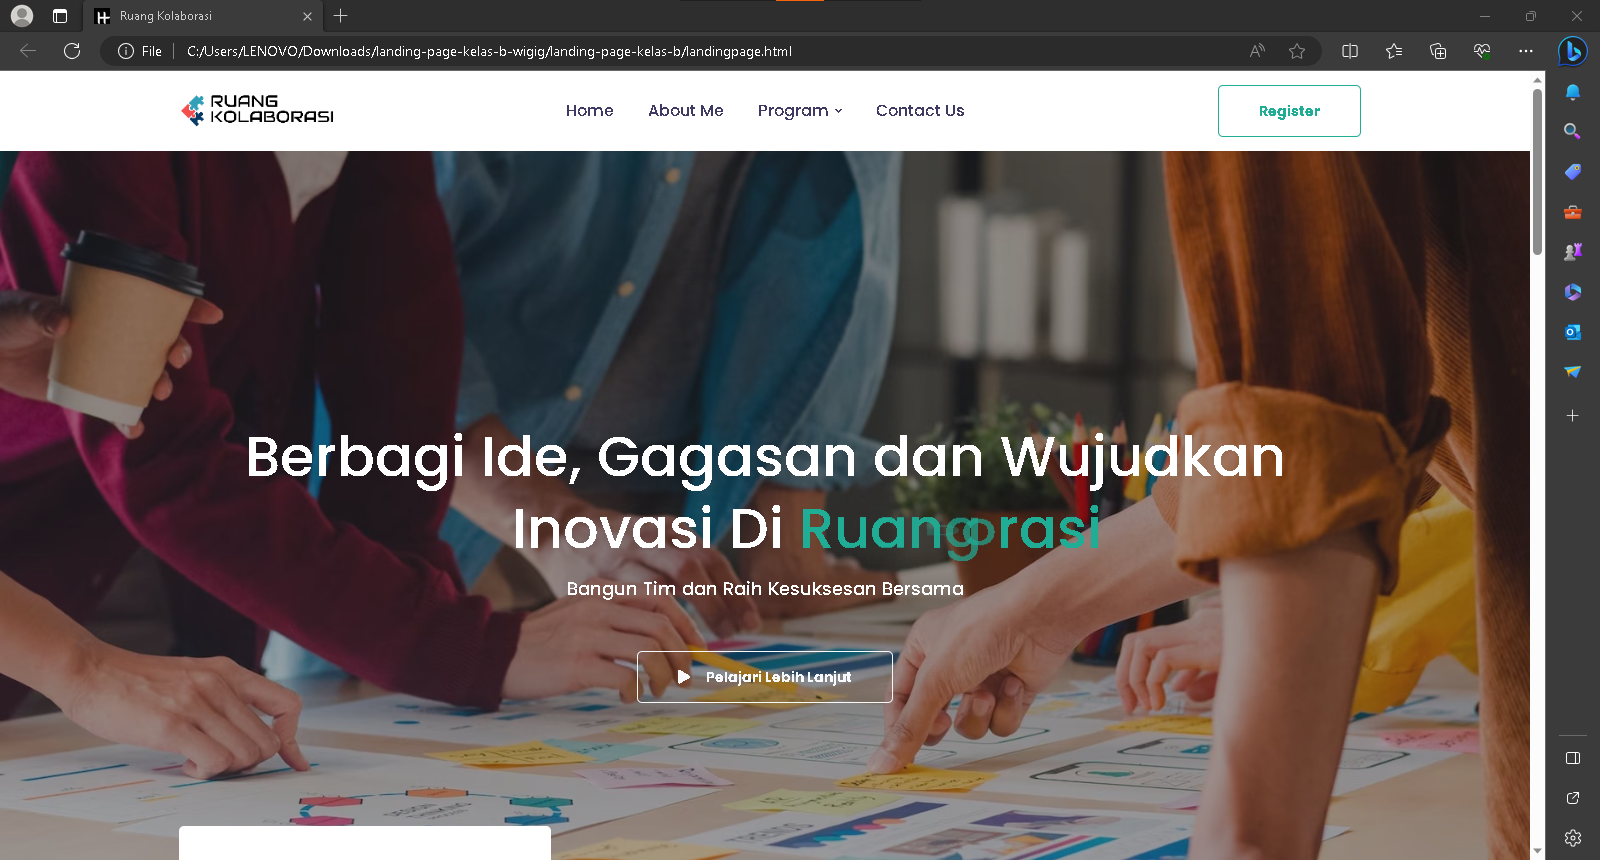 Ruang Kolaborasi
File
C:/Users/LENOVO/Downloads/landing-page-kelas-b-wigig/landing-page-kelas-b/landingpage.html
RUANG
KOLABORASI
Home
About Me
Program
Contact Us
Register
Berbagi Ide, Gagasan dan Wujudkan
Inovasi Di Ruang rasi
Bangun Tim dan Raih Kesuksesan Bersama
Pelajari Lebih Lanjut